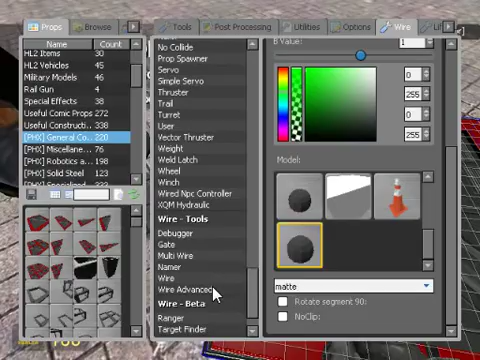 Props
Browse
Tools
Post Processing
Utilities
Options
Wire
Name Count
HL2 Items 30
HL2 Vehicles 45
Military Models 46
Rail Gun 4
Special Effects 38
Useful Comic Props 272
Useful Constructi... 338
[PHX] General Co... 220
[PHX] Miscellane... 76
[PHX] Robotics a... 198
[PHX] Solid Steel 123
No Collide
Prop Spawner
Servo
Simple Servo
Thruster
Trail
Turret
User
Vector Thruster
Weight
Weld Latch
Wheel
Winch
Wired Npc Controller
XQM Hydraulic
Wire - Tools
Debugger
Gate
Multi Wire
Namer
Wire
Wire Advanced
Wire - Beta
Ranger
Target Finder
B Value: 1
0
255
0
255
Model:
matte
Rotate segment 90:
NoClip: